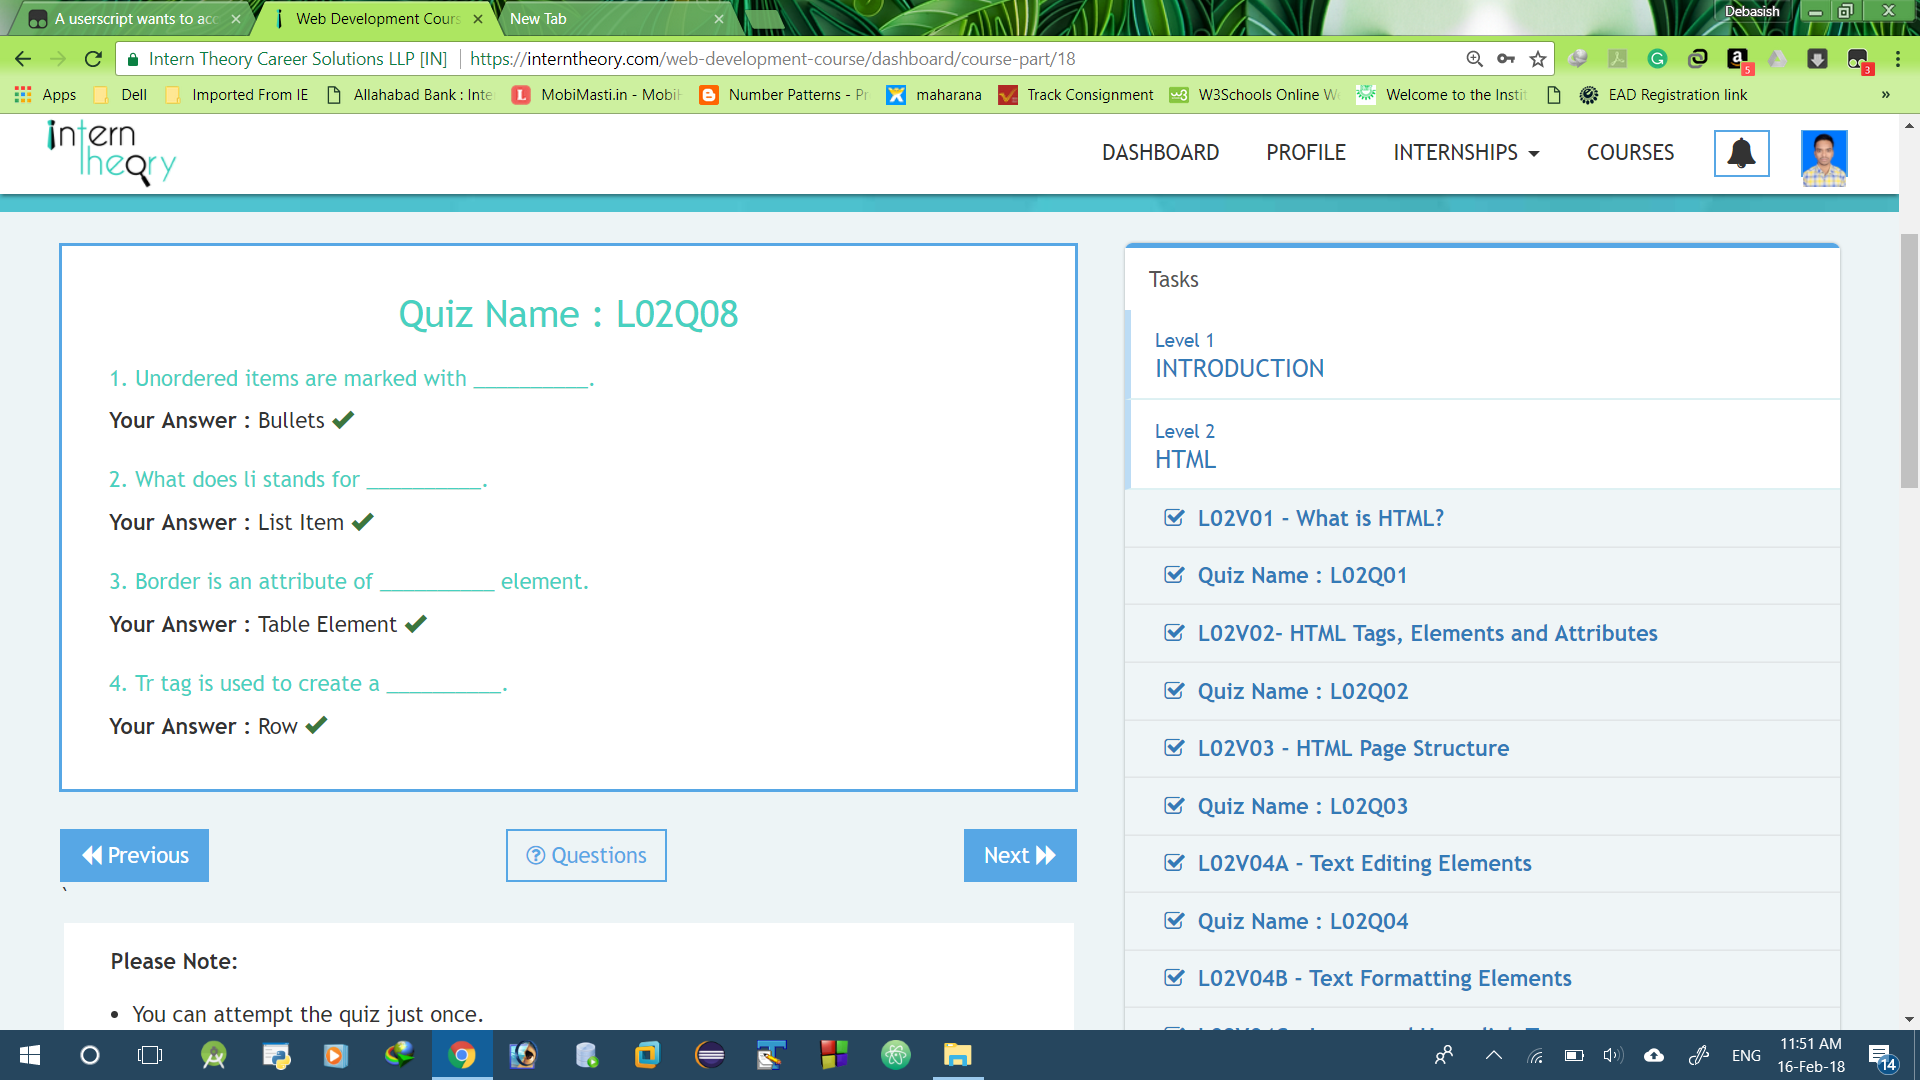 A userscript wants to acc
Web Development Cours
New Tab
Debasish
Intern Theory Career Solutions LLP [IN]
https://interntheory.com/web-development-course/dashboard/course-part/18
5
3
Apps
Dell
Imported From IE
Allahabad Bank : Inte
MobiMasti.in - MobiH
Number Patterns - Pr
maharana
Track Consignment
W3Schools Online We
Welcome to the Instit
EAD Registration link
»
intern
theory
DASHBOARD
PROFILE
INTERNSHIPS
COURSES
Quiz Name : L02Q08
1. Unordered items are marked with __________.
Your Answer : Bullets
2. What does li stands for __________.
Your Answer : List Item
3. Border is an attribute of __________ element.
Your Answer : Table Element
4. Tr tag is used to create a __________.
Your Answer : Row
Previous
Questions
Next
`
Please Note:
• You can attempt the quiz just once.
Tasks
Level 1
INTRODUCTION
Level 2
HTML
L02V01 - What is HTML?
Quiz Name : L02Q01
L02V02- HTML Tags, Elements and Attributes
Quiz Name : L02Q02
L02V03 - HTML Page Structure
Quiz Name : L02Q03
L02V04A - Text Editing Elements
Quiz Name : L02Q04
L02V04B - Text Formatting Elements
ENG
11:51 AM
16-Feb-18
14